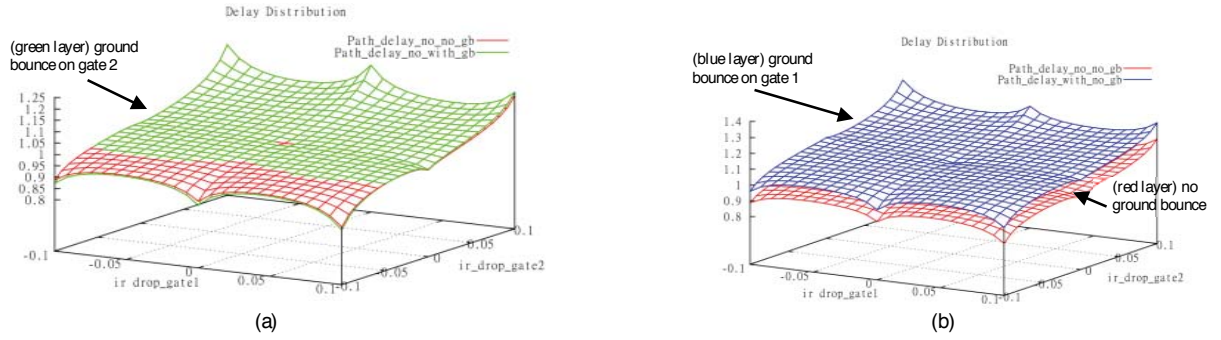 Delay Distribution
(green layer) ground
bounce on gate 2
Path_delay_no_no_gb
Path_delay_no_with_gb
1.25
1.2
1.15
1.1
1.05
1
0.95
0.9
0.85
0.8
-0.1
-0.05
0
0.05
0.1
ir drop_gate1
-0.1
-0.05
0
0.05
0.1
ir_drop_gate2
(a)
Delay Distribution
(blue layer) ground
bounce on gate 1
Path_delay_no_no_gb
Path_delay_with_no_gb
1.4
1.3
1.2
1.1
1
0.9
0.8
(red layer) no
ground bounce
-0.1
-0.05
0
0.05
0.1
ir drop_gate1
-0.1
-0.05
0
0.05
0.1
ir_drop_gate2
(b)